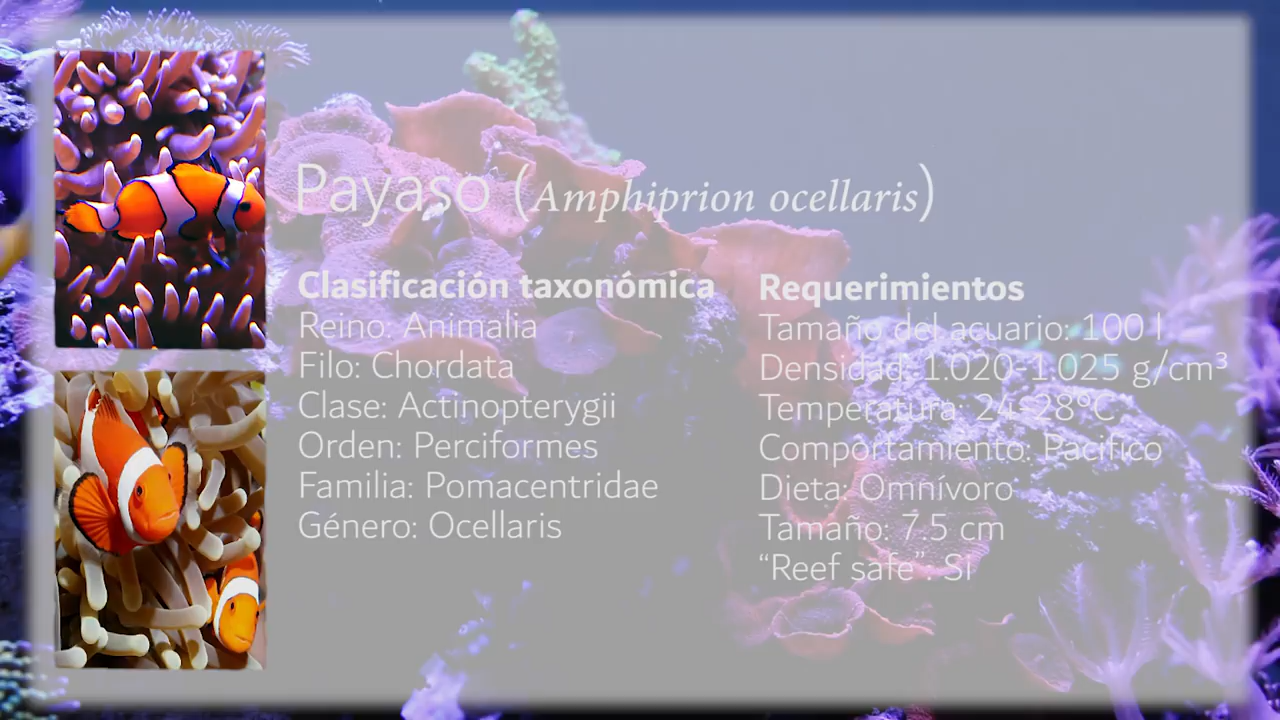 Payaso (Amphiprion ocellaris)
Clasificación taxonómica
Reino: Animalia
Filo: Chordata
Clase: Actinopterygii
Orden: Perciformes
Familia: Pomacentridae
Género: Ocellaris
Requerimientos
Tamaño del acuario: 100 l
Densidad: 1.020-1.025 g/cm³
Temperatura: 24-28ºC
Comportamiento: Pacífico
Dieta: Omnívoro
Tamaño: 7.5 cm
“Reef safe”: Sí